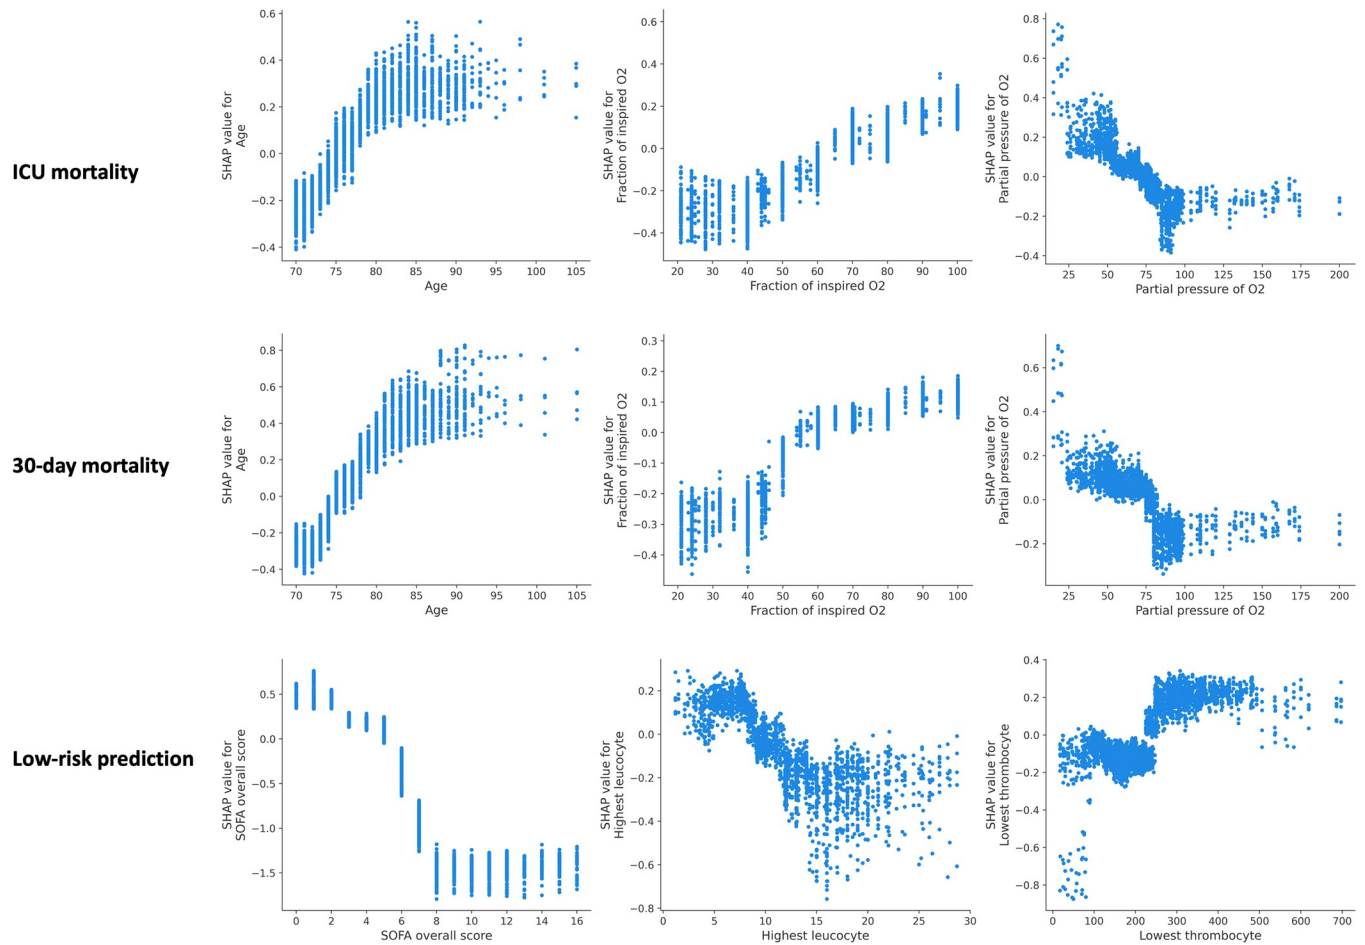 ICU mortality
0.6
0.4
0.2
0.0
−0.2
−0.4
SHAP value for
Age
70 75 80 85 90 95 100 105
Age
0.6
0.4
0.2
0.0
−0.2
−0.4
SHAP value for
Fraction of inspired O2
20 30 40 50 60 70 80 90 100
Fraction of inspired O2
0.8
0.6
0.4
0.2
0.0
−0.2
−0.4
SHAP value for
Partial pressure of O2
25 50 75 100 125 150 175 200
Partial pressure of O2
30-day mortality
0.8
0.6
0.4
0.2
0.0
−0.2
−0.4
SHAP value for
Age
70 75 80 85 90 95 100 105
Age
0.3
0.2
0.1
0.0
−0.1
−0.2
−0.3
−0.4
SHAP value for
Fraction of inspired O2
20 30 40 50 60 70 80 90 100
Fraction of inspired O2
0.6
0.4
0.2
0.0
−0.2
SHAP value for
Partial pressure of O2
25 50 75 100 125 150 175 200
Partial pressure of O2
Low-risk prediction
0.5
0.0
−0.5
−1.0
−1.5
SHAP value for
SOFA overall score
0 2 4 6 8 10 12 14 16
SOFA overall score
0.2
0.0
−0.2
−0.4
−0.6
−0.8
SHAP value for
Highest leucocyte
0 5 10 15 20 25 30
Highest leucocyte
0.4
0.2
0.0
−0.2
−0.4
−0.6
−0.8
SHAP value for
Lowest thrombocyte
0 100 200 300 400 500 600 700
Lowest thrombocyte